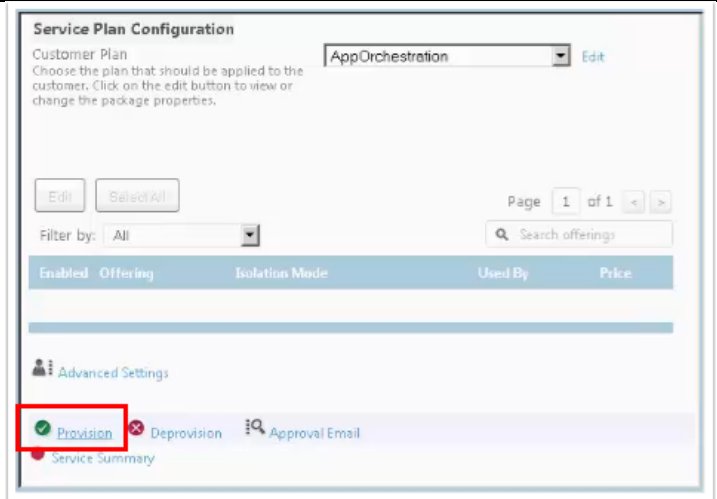 Service Plan Configuration
Customer Plan
AppOrchestration
Edit
Choose the plan that should be applied to the
customer. Click on the edit button to view or
change the package properties.
Edit
Select All
Page 1 of 1 < >
Filter by: All
Search offerings
Enabled Offering Isolation Mode Used By Price
Advanced Settings
Provision Deprovision Approval Email
Service Summary